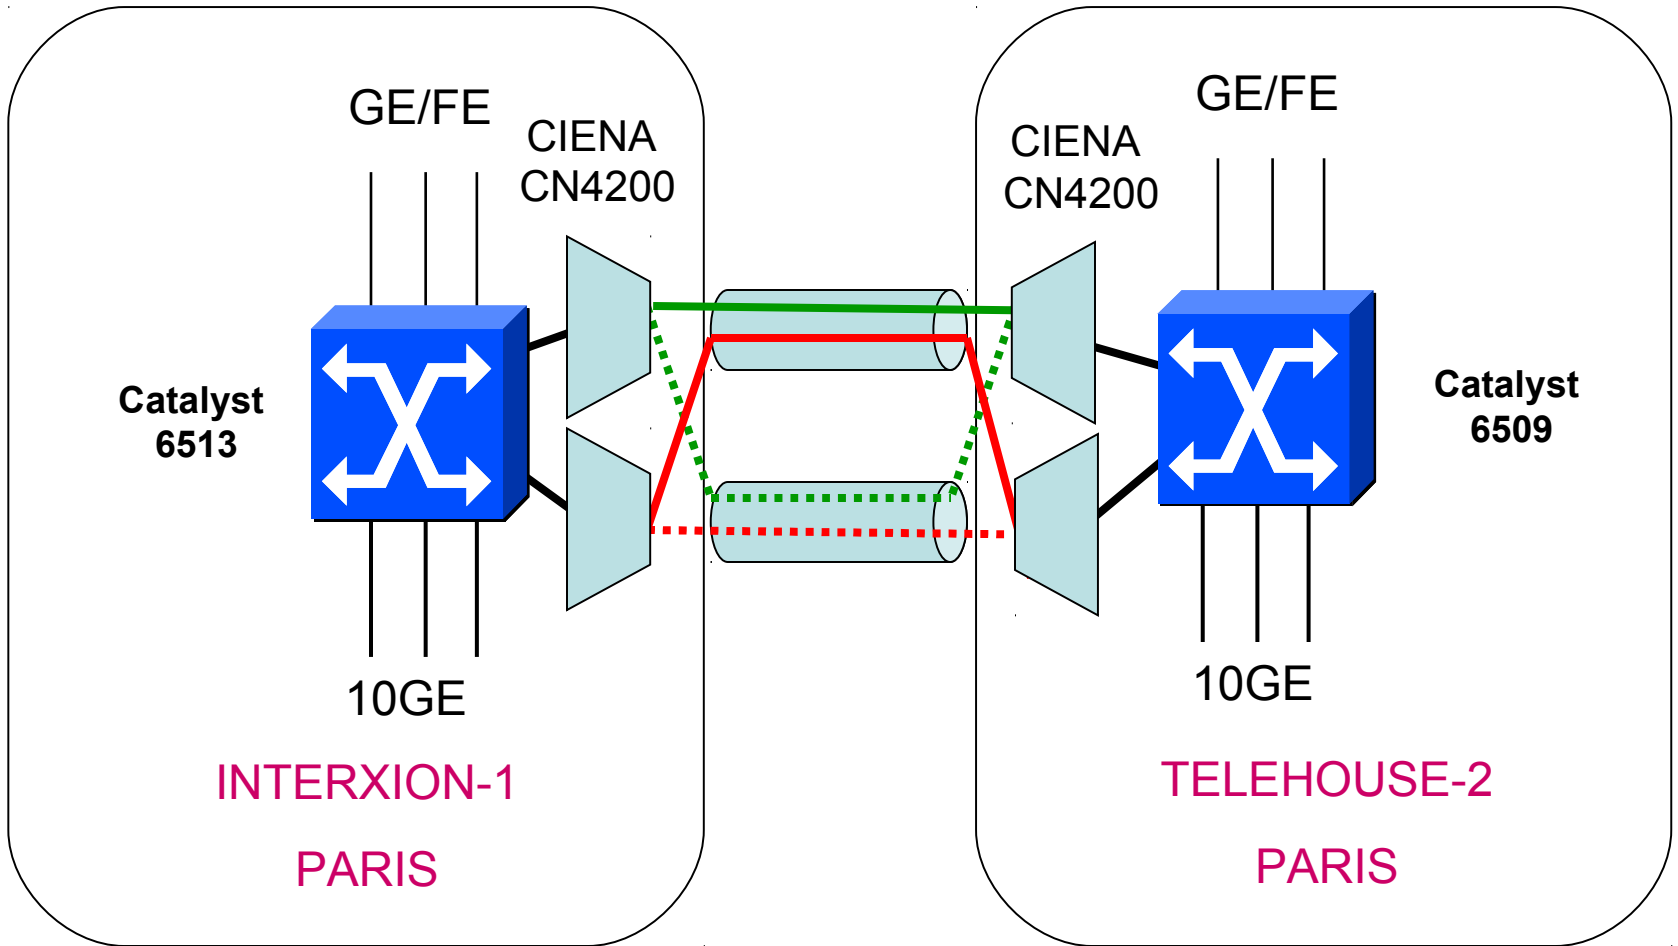 GE/FE
CIENA
CN4200
Catalyst
6513
10GE
INTERXION-1
PARIS
GE/FE
CIENA
CN4200
Catalyst
6509
10GE
TELEHOUSE-2
PARIS